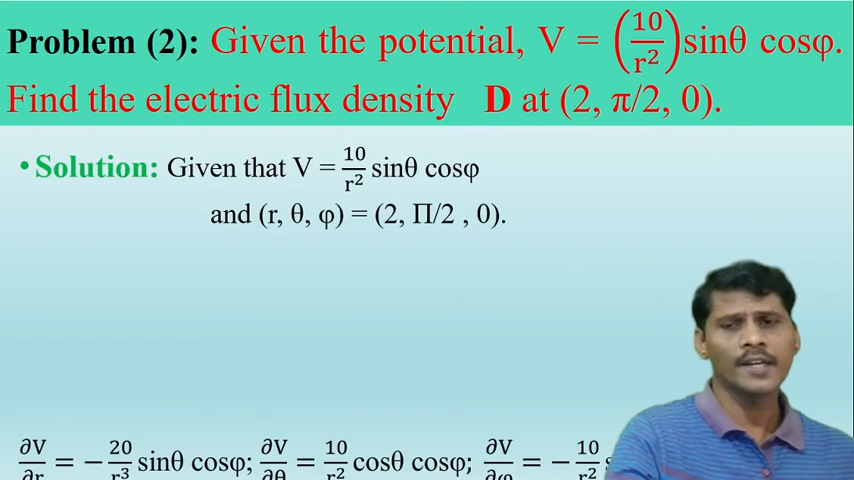 Problem (2): Given the potential, V = (10/r²)sinθ cosφ.
Find the electric flux density D at (2, π/2, 0).
• Solution: Given that V = 10/r² sinθ cosφ
and (r, θ, φ) = (2, Π/2 , 0).
∂V/∂r = − 20/r³ sinθ cosφ; ∂V/∂θ = 10/r² cosθ cosφ; ∂V/∂φ = − 10/r²